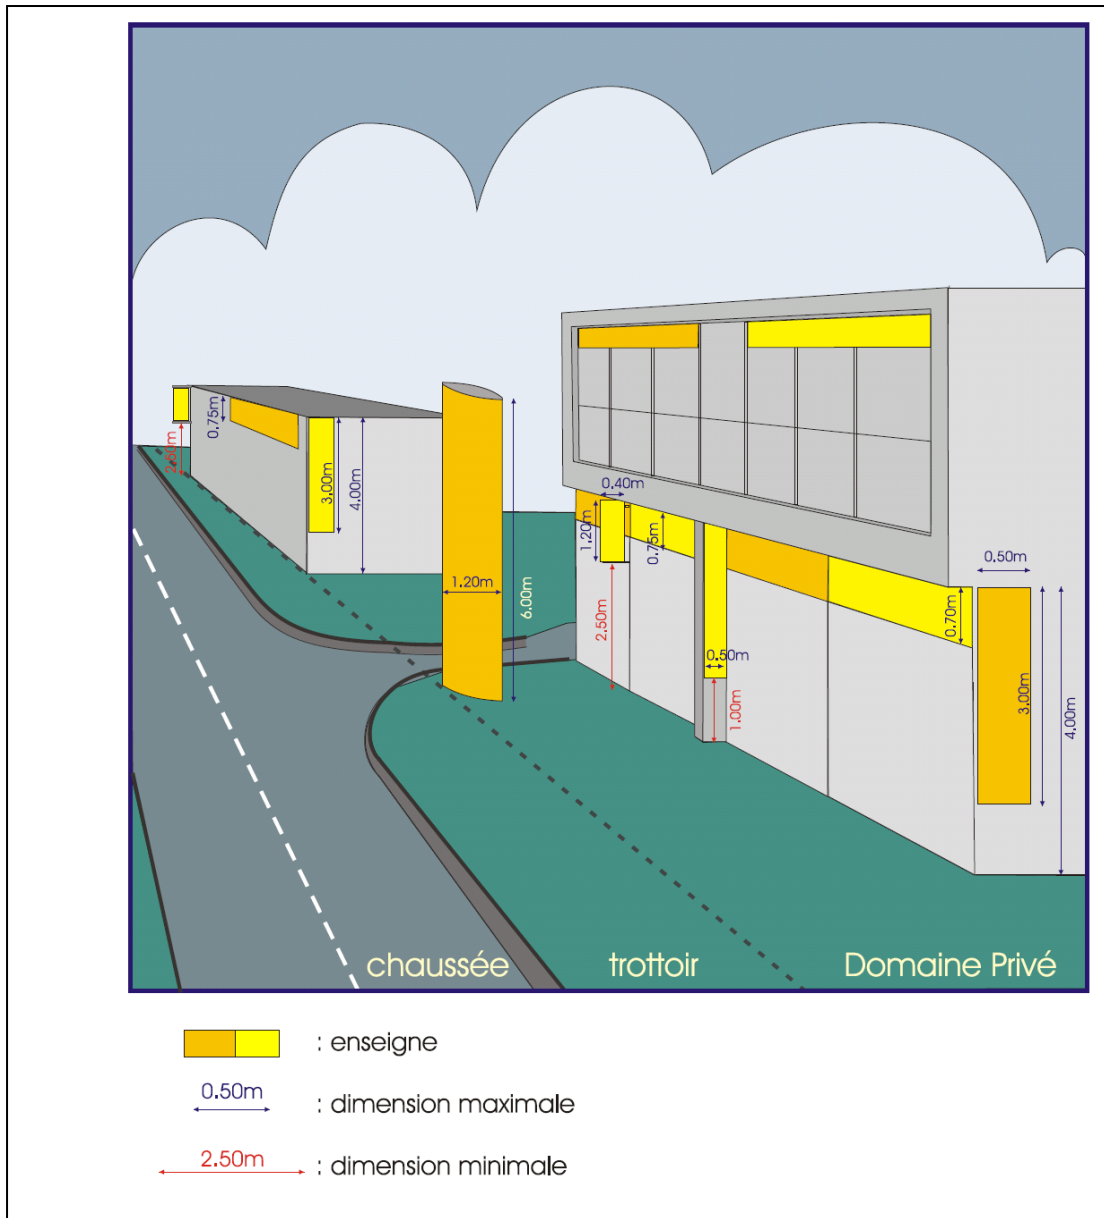 0.75m
2.50m
3.00m
4.00m
1.20m
6.00m
0.40m
1.20m
0.75m
2.50m
0.50m
1.00m
0.50m
0.70m
3.00m
4.00m
chaussée
trottoir
Domaine Privé
: enseigne
0.50m
: dimension maximale
2.50m
: dimension minimale